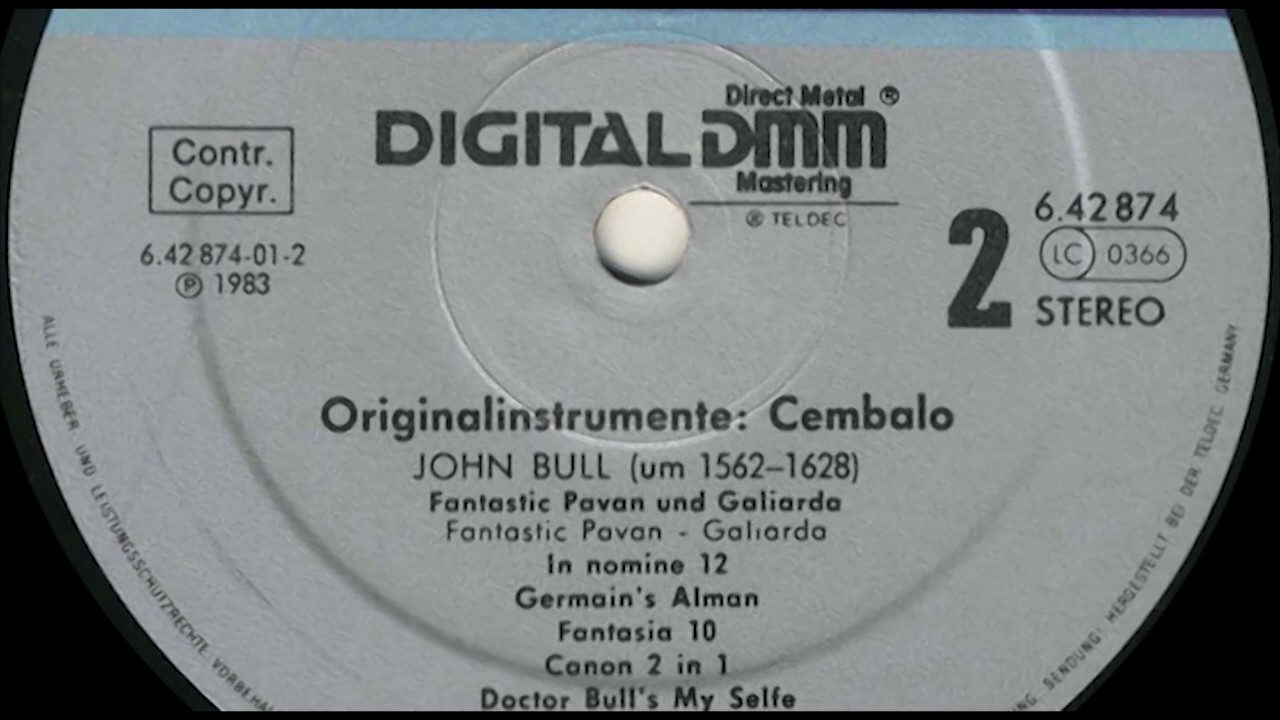 Direct Metal ®
DIGITAL DMM
Mastering
® TELDEC
Contr.
Copyr.
6.42 874-01-2
℗ 1983
2
6.42 874
LC 0366
STEREO
Originalinstrumente: Cembalo
JOHN BULL (um 1562–1628)
Fantastic Pavan und Galiarda
Fantastic Pavan - Galiarda
In nomine 12
Germain's Alman
Fantasia 10
Canon 2 in 1
Doctor Bull's My Selfe
ALLE URHEBER UND LEISTUNGSSCHUTZRECHTE VORBEHA
SENDUNG! HERGESTELLT BEI DER TELDEC GERMANY